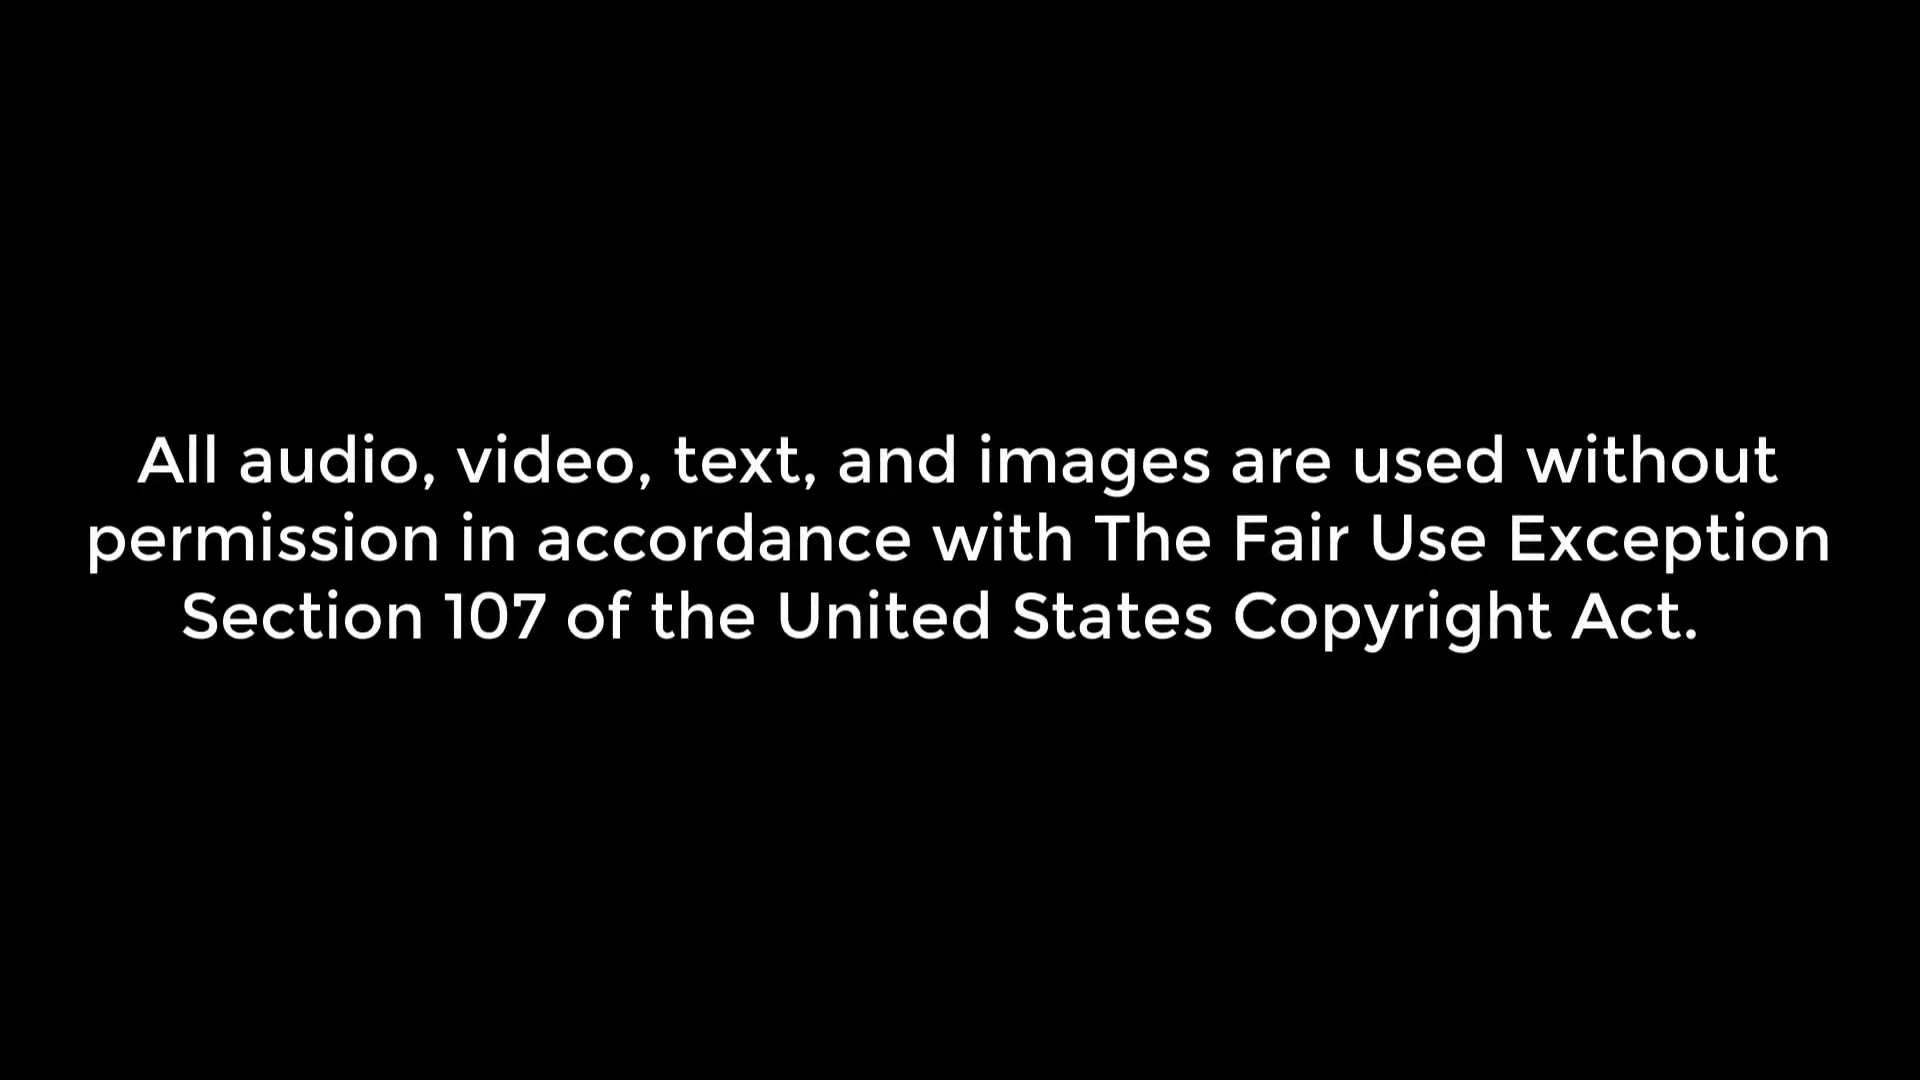 All audio, video, text, and images are used without
permission in accordance with The Fair Use Exception
Section 107 of the United States Copyright Act.